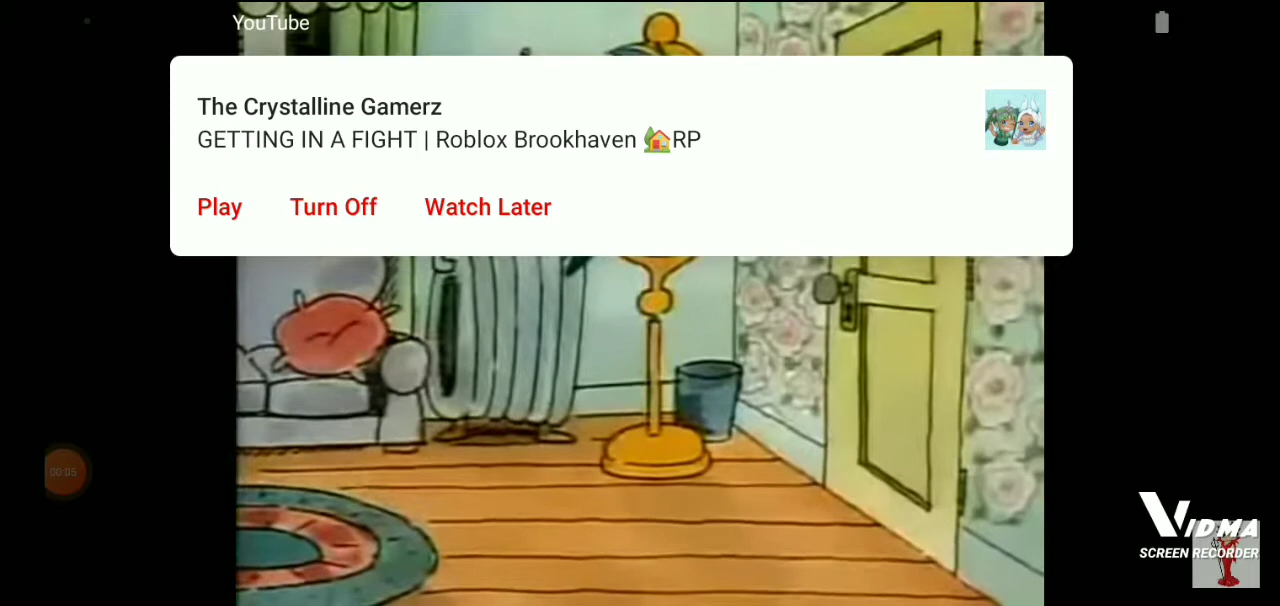 YouTube
The Crystalline Gamerz
GETTING IN A FIGHT | Roblox Brookhaven 🏡RP
Play Turn Off Watch Later
00:05
VIDMA
SCREEN RECORDER